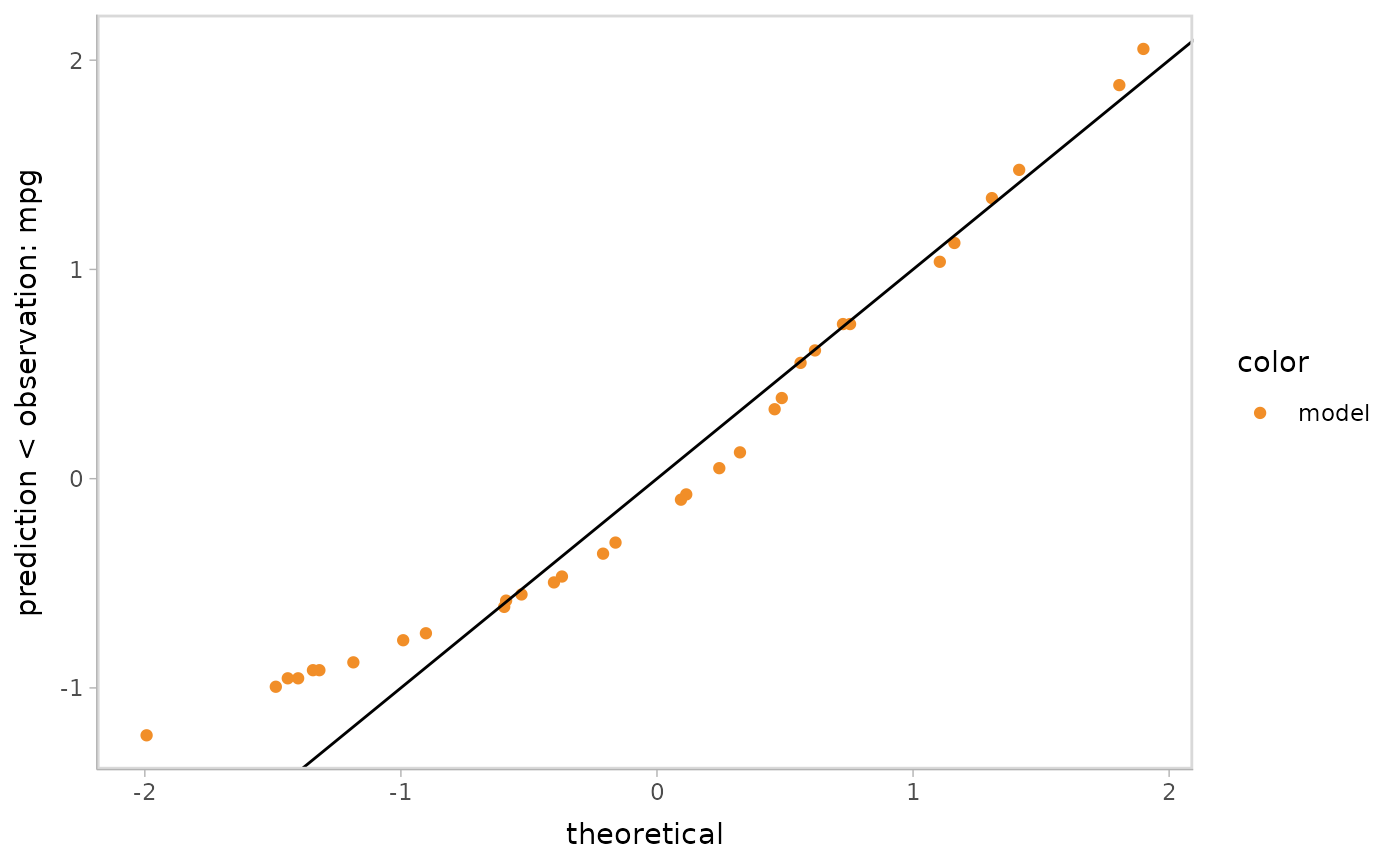 2
1
0
-1
prediction < observation: mpg
-2
-1
0
1
2
theoretical
color
model